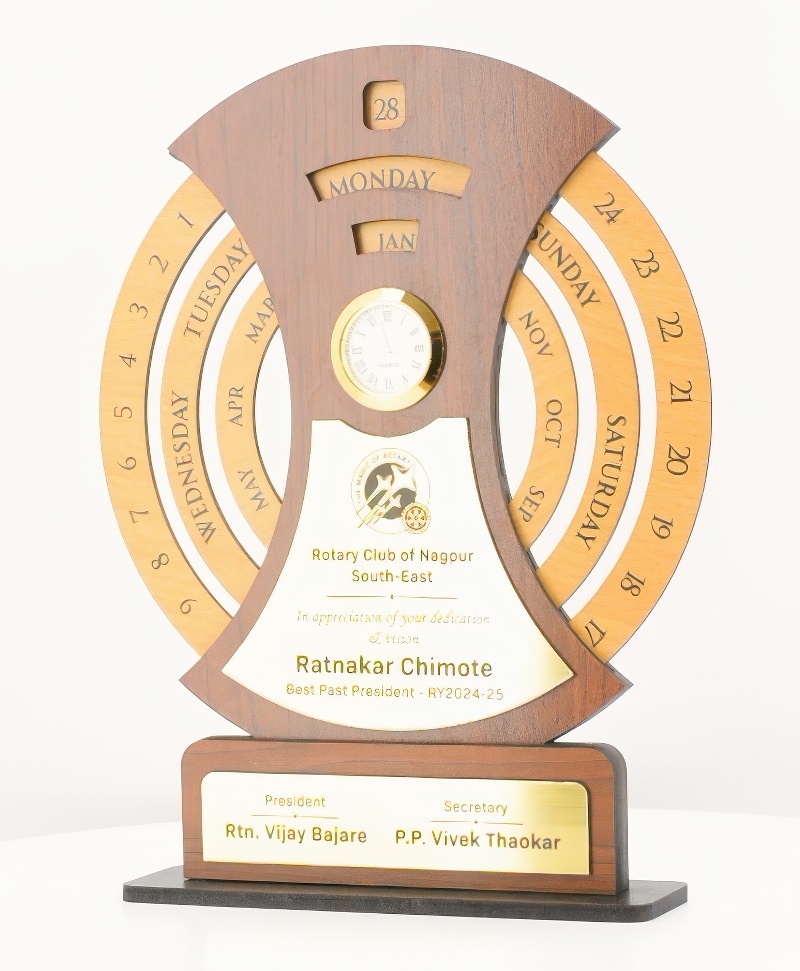 28
MONDAY
JAN
1
2
3
4
5
6
7
8
9
TUESDAY
WEDNESDAY
MAR
APR
MAY
SUNDAY
SATURDAY
NOV
OCT
SEP
24
23
22
21
20
19
18
17
Rotary Club of Nagpur
South-East
In appreciation of your dedication
&
Ratnakar Chimote
Best Past President - RY2024-25
President
Rtn. Vijay Bajare
Secretary
P.P. Vivek Thaokar